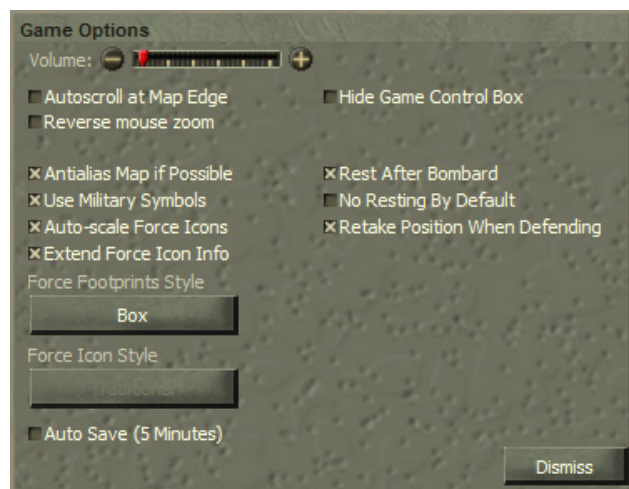 Game Options
Volume:
Autoscroll at Map Edge
Hide Game Control Box
Reverse mouse zoom
Antialias Map if Possible
Rest After Bombard
Use Military Symbols
No Resting By Default
Auto-scale Force Icons
Retake Position When Defending
Extend Force Icon Info
Force Footprints Style
Box
Force Icon Style
Traditional
Auto Save (5 Minutes)
Dismiss